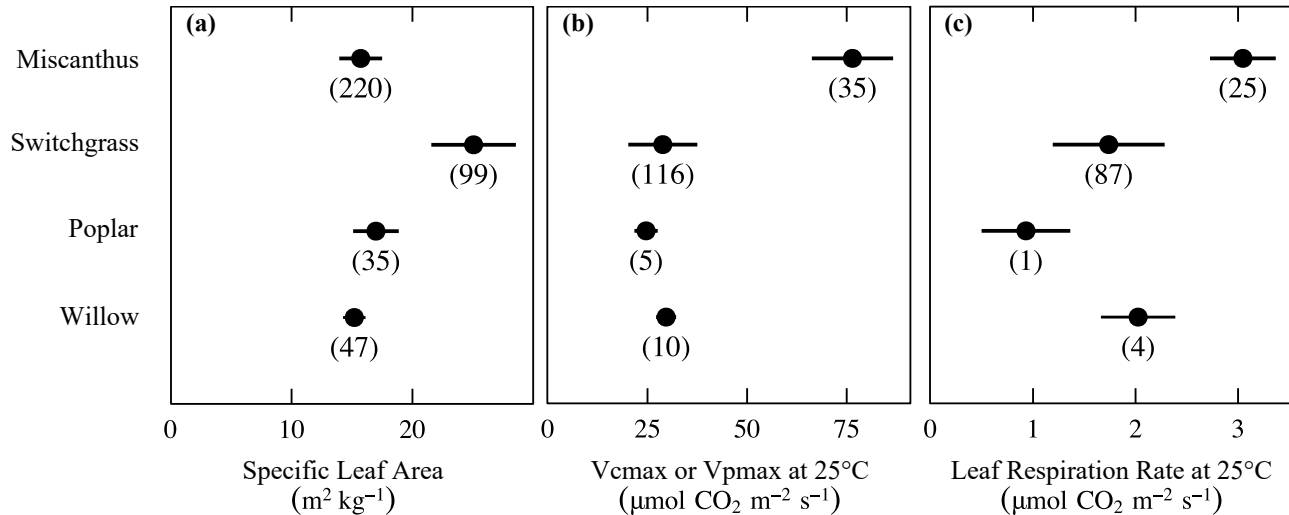 (a) (b) (c)
Miscanthus
(220) (35) (25)
Switchgrass
(99) (116) (87)
Poplar
(35) (5) (1)
Willow
(47) (10) (4)
0 10 20 0 25 50 75 0 1 2 3
Specific Leaf Area Vcmax or Vpmax at 25°C Leaf Respiration Rate at 25°C
(m² kg⁻¹) (μmol CO₂ m⁻² s⁻¹) (μmol CO₂ m⁻² s⁻¹)